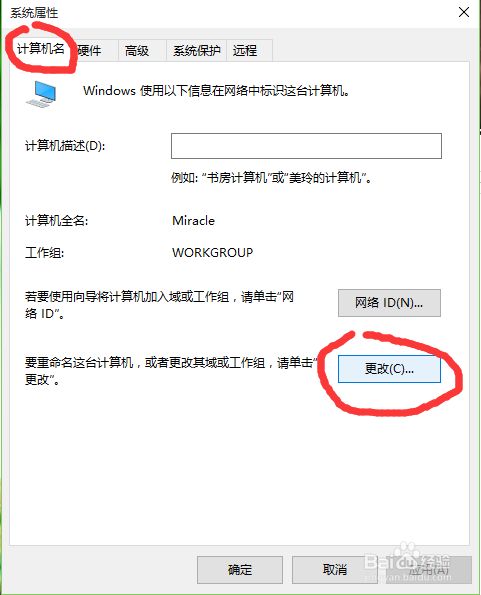 系统属性
计算机名 硬件 高级 系统保护 远程
Windows 使用以下信息在网络中标识这台计算机。
计算机描述(D):
例如: "书房计算机"或"美玲的计算机"。
计算机全名: Miracle
工作组: WORKGROUP
若要使用向导将计算机加入域或工作组，请单击"网
络 ID"。
网络 ID(N)...
要重命名这台计算机，或者更改其域或工作组，请单击"
更改"。
更改(C)...
确定 取消 应用(A)
Baidu 经验
jingyan.baidu.com